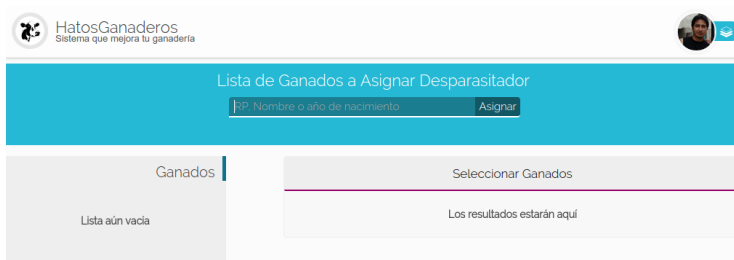 HatosGanaderos
Sistema que mejora tu ganadería
Lista de Ganados a Asignar Desparasitador
RP. Nombre o año de nacimiento
Asignar
Ganados
Lista aún vacia
Seleccionar Ganados
Los resultados estarán aquí